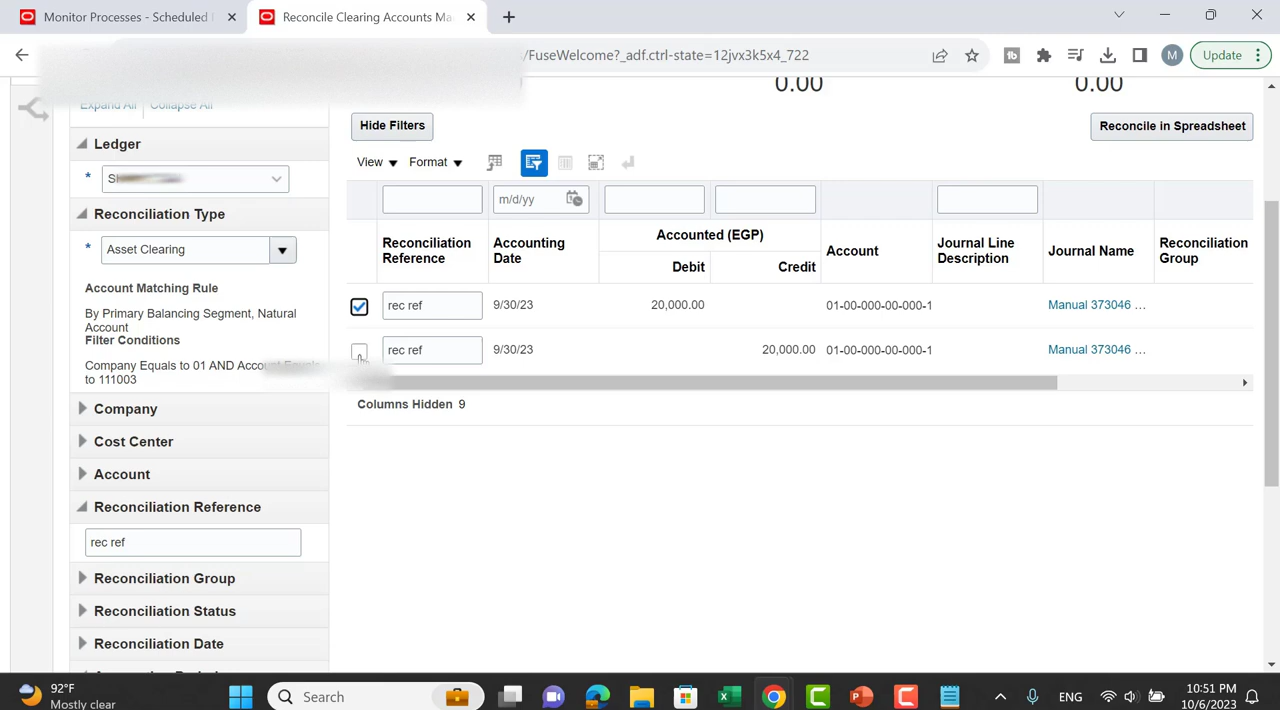 Monitor Processes - Scheduled
Reconcile Clearing Accounts Ma
/FuseWelcome?_adf.ctrl-state=12jvx3k5x4_722
M
Update
0.00
0.00
Expand All
Collapse All
Hide Filters
Reconcile in Spreadsheet
Ledger
View
Format
*
m/d/yy
Reconciliation Type
* Asset Clearing
Reconciliation
Reference
Accounting
Date
Accounted (EGP)
Debit
Credit
Account
Journal Line
Description
Journal Name
Reconciliation
Group
Account Matching Rule
By Primary Balancing Segment, Natural
Account
Filter Conditions
Company Equals to 01 AND Account Equals
to 111003
rec ref 9/30/23 20,000.00 01-00-000-00-000-1 Manual 373046 ...
rec ref 9/30/23 20,000.00 01-00-000-00-000-1 Manual 373046 ...
Columns Hidden 9
Company
Cost Center
Account
Reconciliation Reference
rec ref
Reconciliation Group
Reconciliation Status
Reconciliation Date
92°F
Mostly clear
Search
ENG
10:51 PM
10/6/2023